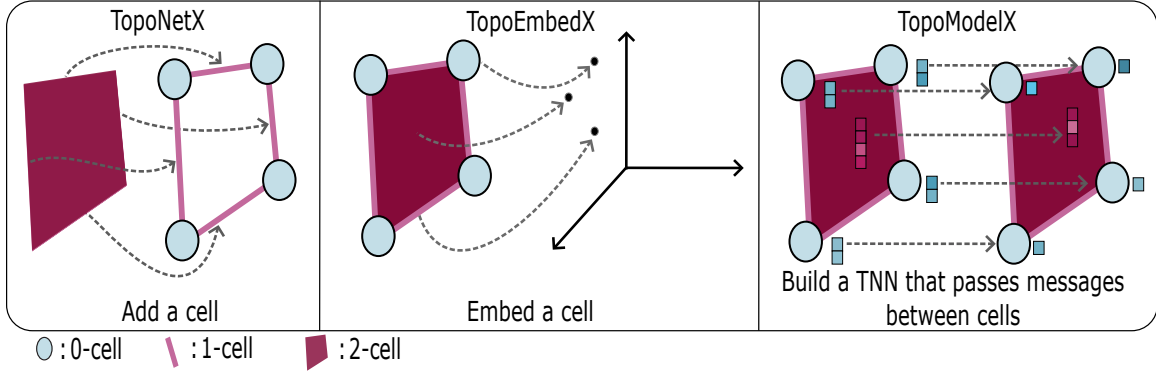 TopoNetX
TopoEmbedX
TopoModelX
Add a cell
Embed a cell
Build a TNN that passes messages
between cells
: 0-cell
: 1-cell
: 2-cell